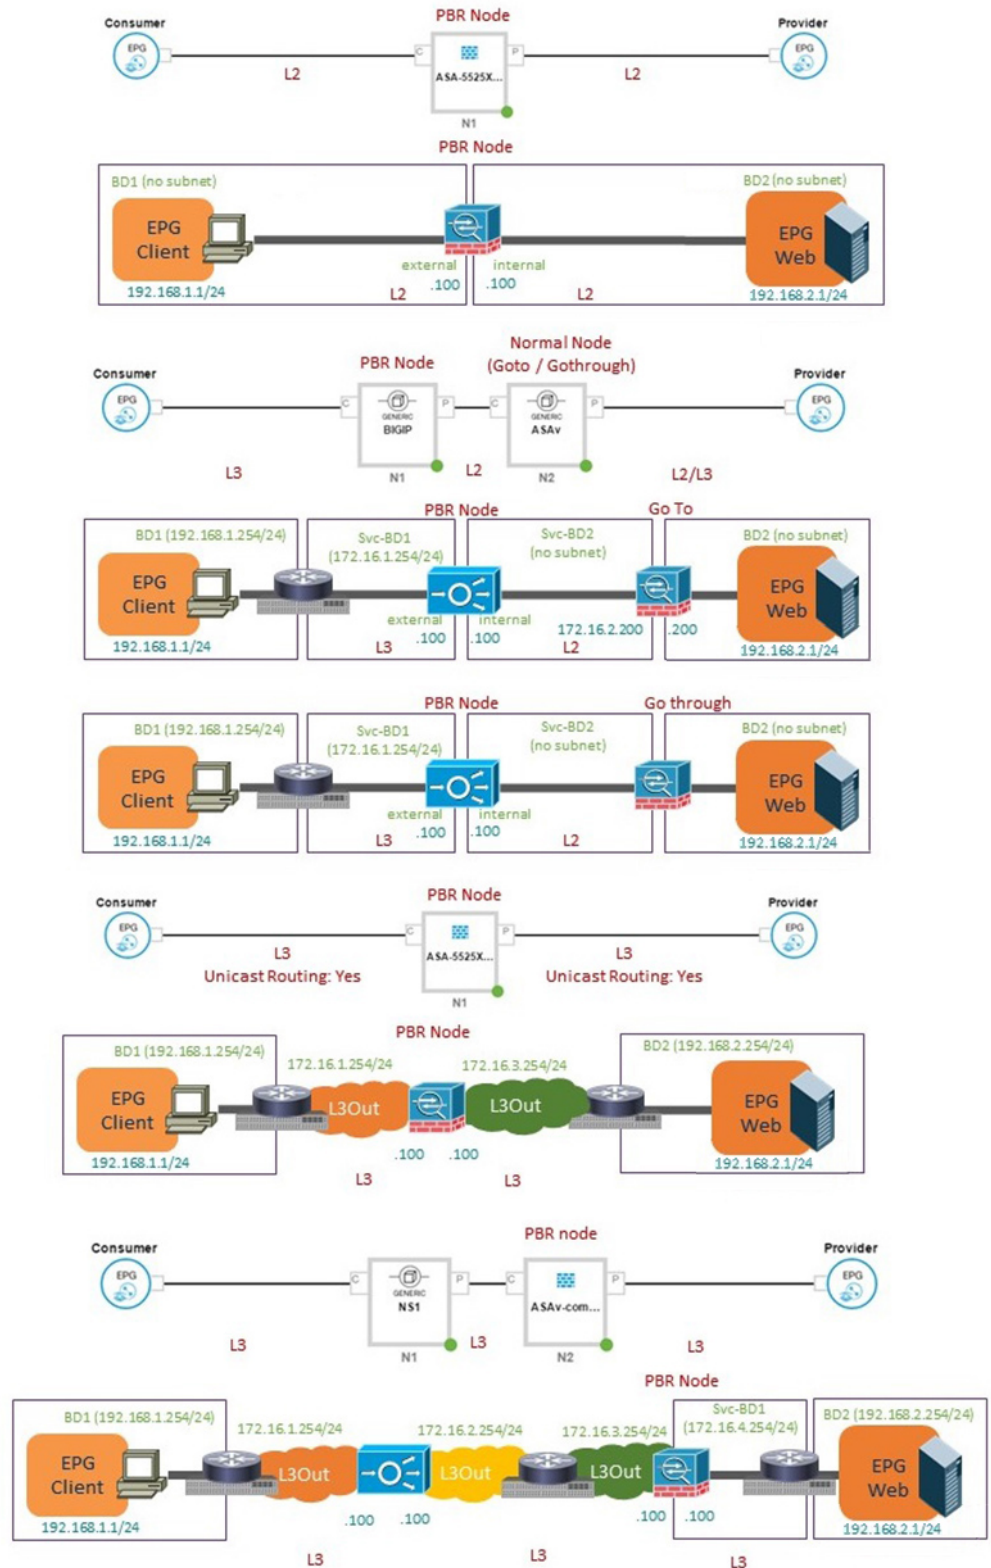 PBR Node
Consumer
Provider
EPG
C
P
EPG
ASA-5525X...
L2
L2
N1
PBR Node
BD1 (no subnet)
BD2 (no subnet)
EPG
Client
EPG
Web
external
internal
192.168.1.1/24
L2
.100
.100
L2
192.168.2.1/24
Normal Node
PBR Node
(Goto / Gothrough)
Consumer
Provider
EPG
C
P
C
P
EPG
GENERIC
BIGIP
GENERIC
ASAv
L3
N1
L2
N2
L2/L3
PBR Node
Go To
BD1 (192.168.1.254/24)
Svc-BD1
(172.16.1.254/24)
Svc-BD2
(no subnet)
BD2 (no subnet)
EPG
Client
EPG
Web
external
internal
.100
.100
172.16.2.200
.200
192.168.1.1/24
L3
L2
192.168.2.1/24
PBR Node
Go through
BD1 (192.168.1.254/24)
Svc-BD1
(172.16.1.254/24)
Svc-BD2
(no subnet)
BD2 (no subnet)
EPG
Client
EPG
Web
external
internal
.100
.100
192.168.1.1/24
L3
L2
192.168.2.1/24
PBR Node
Consumer
Provider
EPG
C
P
EPG
ASA-5525X...
L3
L3
Unicast Routing: Yes
Unicast Routing: Yes
N1
PBR Node
BD1 (192.168.1.254/24)
172.16.1.254/24
172.16.3.254/24
BD2 (192.168.2.254/24)
EPG
Client
L3Out
L3Out
EPG
Web
192.168.1.1/24
.100
.100
192.168.2.1/24
L3
L3
PBR node
Consumer
Provider
EPG
C
P
C
P
EPG
GENERIC
NS1
ASAv-com...
L3
N1
L3
N2
L3
PBR Node
BD1 (192.168.1.254/24)
172.16.1.254/24
172.16.2.254/24
172.16.3.254/24
Svc-BD1
(172.16.4.254/24)
BD2 (192.168.2.254/24)
EPG
Client
L3Out
L3Out
L3Out
EPG
Web
192.168.1.1/24
.100
.100
.100
.100
192.168.2.1/24
L3
L3
L3